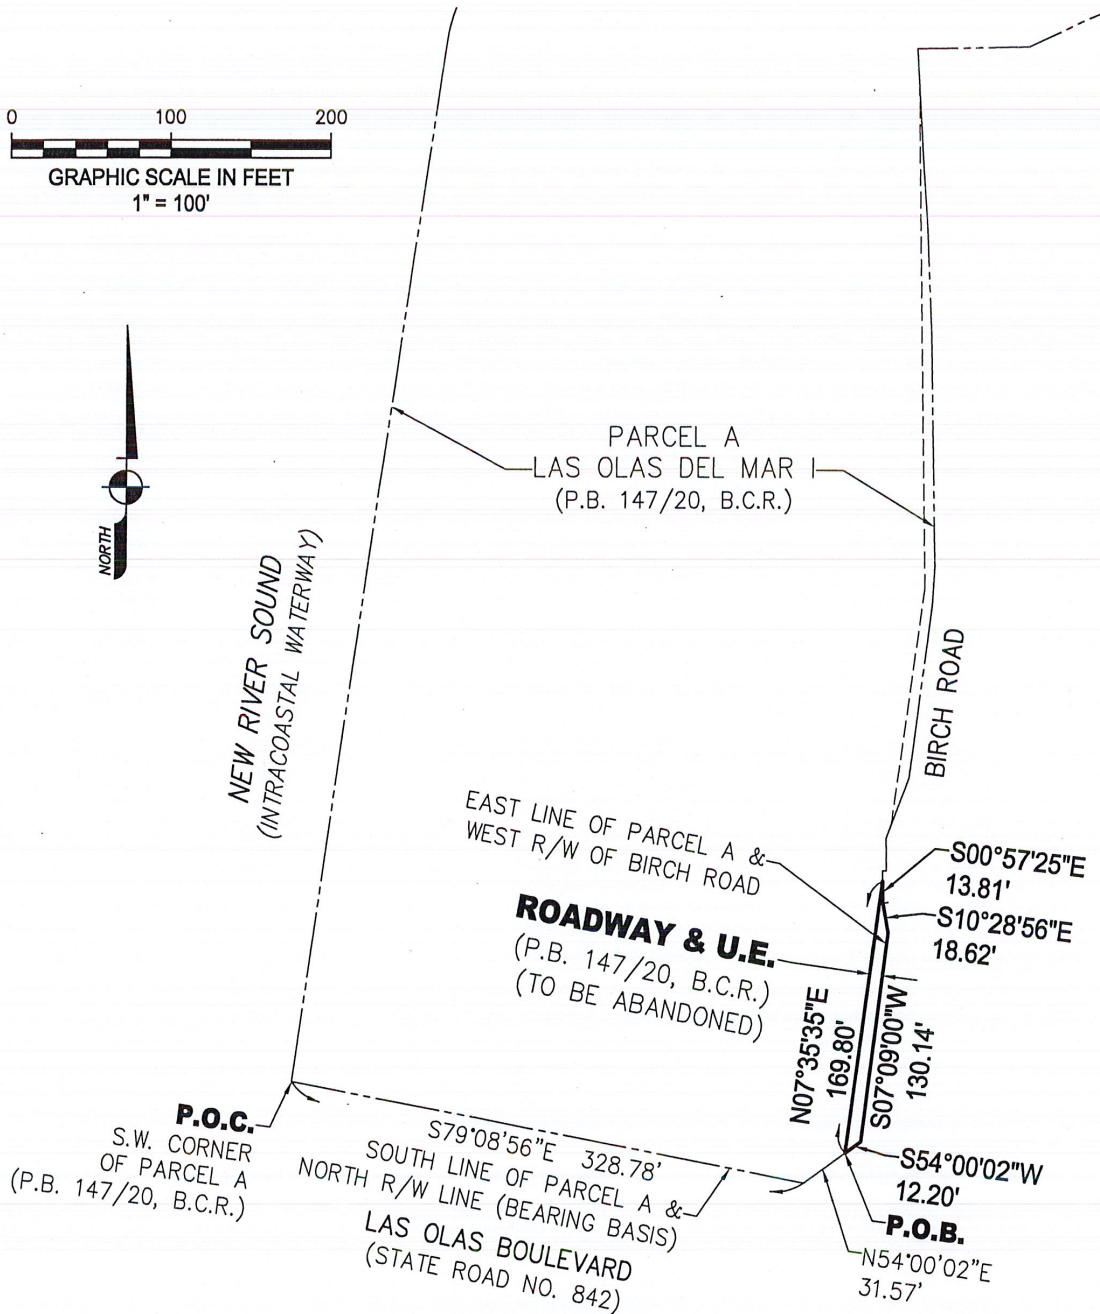 0 100 200
GRAPHIC SCALE IN FEET
1" = 100'
NORTH
PARCEL A
LAS OLAS DEL MAR I
(P.B. 147/20, B.C.R.)
NEW RIVER SOUND
(INTRACOASTAL WATERWAY)
BIRCH ROAD
EAST LINE OF PARCEL A &
WEST R/W OF BIRCH ROAD
ROADWAY & U.E.
(P.B. 147/20, B.C.R.)
(TO BE ABANDONED)
S00°57'25"E
13.81'
S10°28'56"E
18.62'
N07°35'35"E
169.80'
S07°09'00"W
130.14'
S54°00'02"W
12.20'
P.O.B.
N54°00'02"E
31.57'
P.O.C.
S.W. CORNER
OF PARCEL A
(P.B. 147/20, B.C.R.)
S79°08'56"E 328.78'
SOUTH LINE OF PARCEL A &
NORTH R/W LINE (BEARING BASIS)
LAS OLAS BOULEVARD
(STATE ROAD NO. 842)